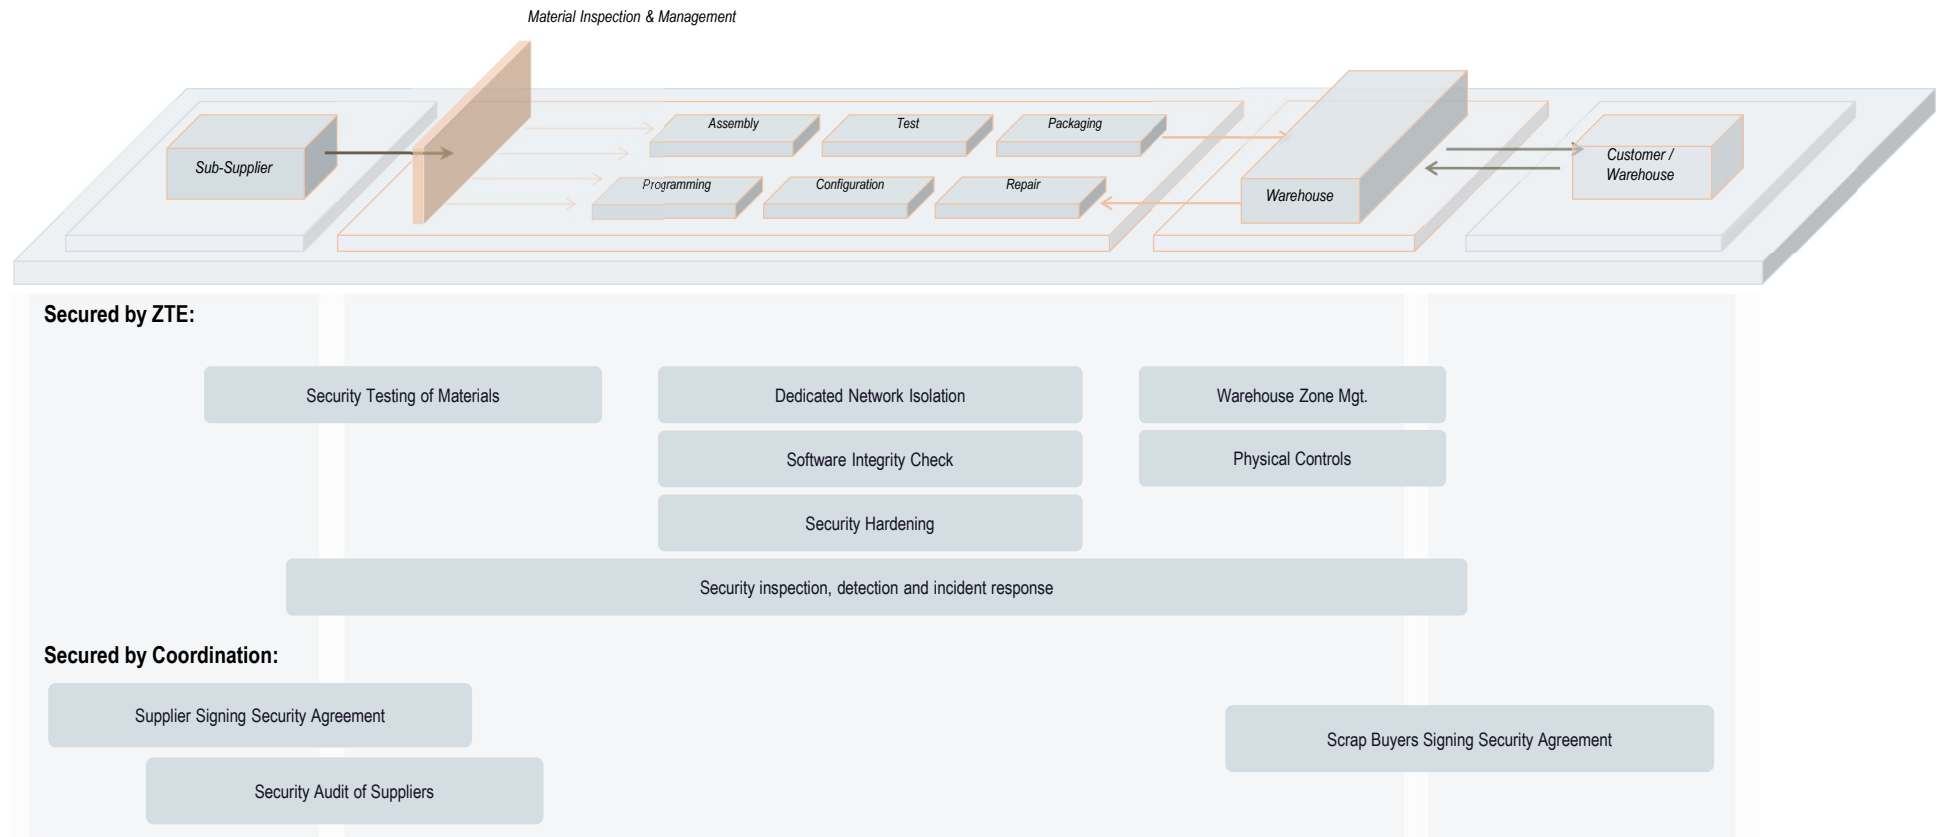 Material Inspection & Management
Sub-Supplier
Assembly
Test
Packaging
Programming
Configuration
Repair
Warehouse
Customer /
Warehouse
Secured by ZTE:
Security Testing of Materials
Dedicated Network Isolation
Warehouse Zone Mgt.
Software Integrity Check
Physical Controls
Security Hardening
Security inspection, detection and incident response
Secured by Coordination:
Supplier Signing Security Agreement
Scrap Buyers Signing Security Agreement
Security Audit of Suppliers